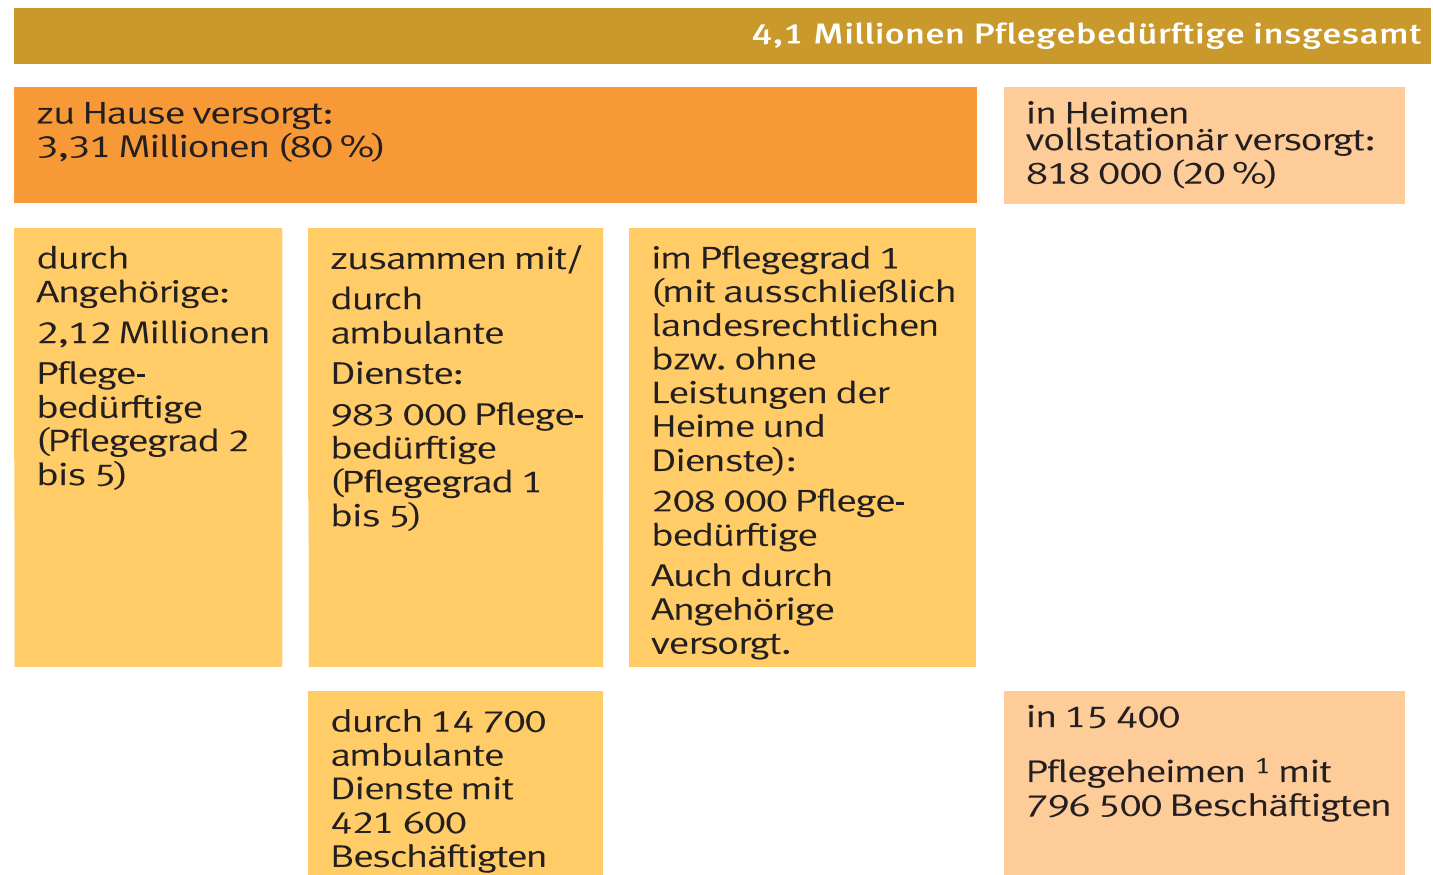 4,1 Millionen Pflegebedürftige insgesamt
zu Hause versorgt:
3,31 Millionen (80 %)
in Heimen
vollstationär versorgt:
818 000 (20 %)
durch
Angehörige:
2,12 Millionen
Pflege-
bedürftige
(Pflegegrad 2
bis 5)
zusammen mit/
durch
ambulante
Dienste:
983 000 Pflege-
bedürftige
(Pflegegrad 1
bis 5)
im Pflegegrad 1
(mit ausschließlich
landesrechtlichen
bzw. ohne
Leistungen der
Heime und
Dienste):
208 000 Pflege-
bedürftige
Auch durch
Angehörige
versorgt.
durch 14 700
ambulante
Dienste mit
421 600
Beschäftigten
in 15 400
Pflegeheimen ¹ mit
796 500 Beschäftigten